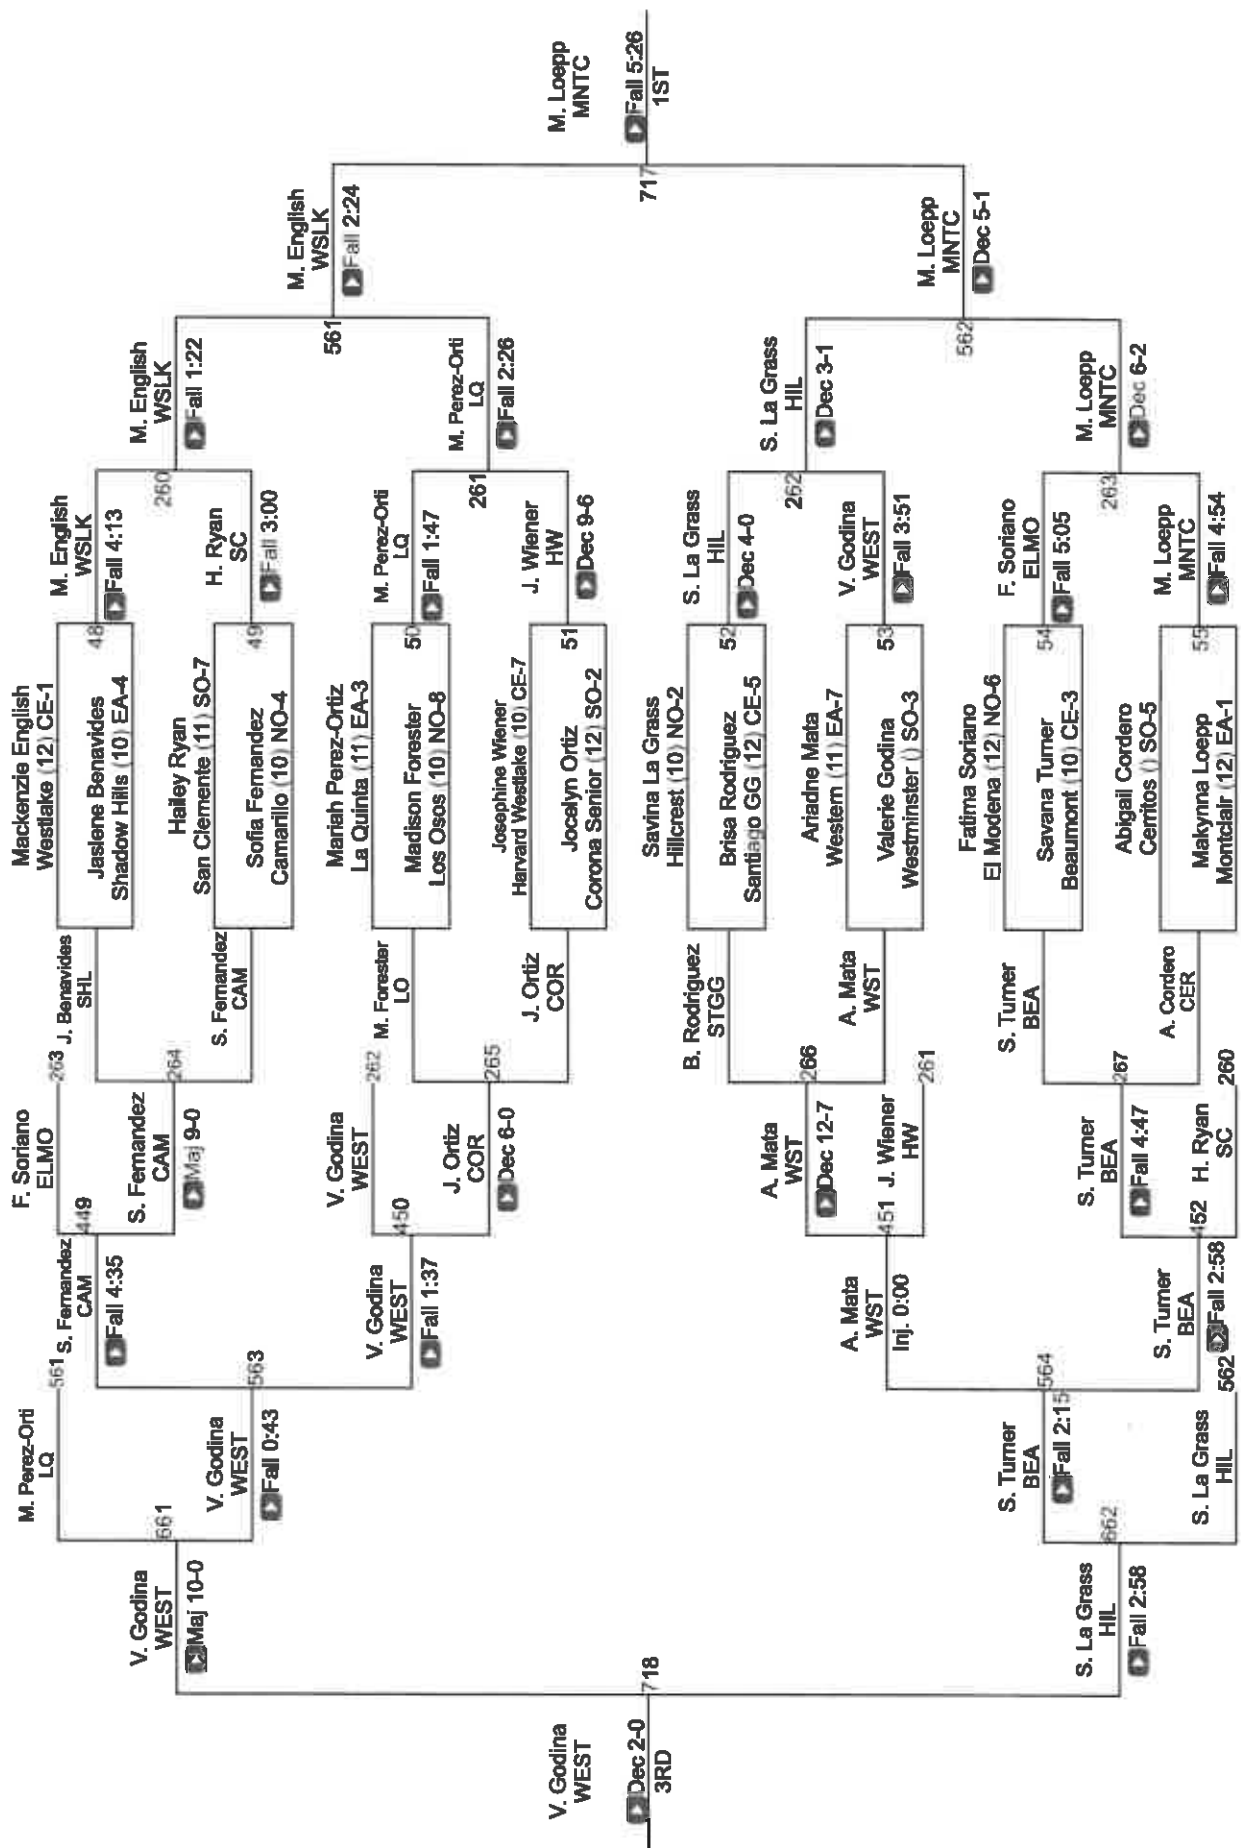 Mackenzie English
Westlake (12) CE-1
48
Jaslene Benavides
Shadow Hills (10) EA-4
Hailey Ryan
San Clemente (11) SO-7
49
Sofia Fernandez
Camarillo (10) NO-4
Mariah Perez-Ortiz
La Quinta (11) EA-3
50
Madison Forester
Los Osos (10) NO-8
Josephine Wiener
Harvard Westlake (10) CE-7
51
Jocelyn Ortiz
Corona Senior (12) SO-2
Savina La Grass
Hillcrest (10) NO-2
52
Brisa Rodriguez
Santiago GG (12) CE-5
Ariadne Mata
Western (11) EA-7
53
Valerie Godina
Westminster () SO-3
Fatima Soriano
El Modena (12) NO-6
54
Savana Turner
Beaumont (10) CE-3
Abigail Cordero
Cerritos () SO-5
55
Makynna Loepp
Montclair (12) EA-1
M. English
WSLK
Fall 4:13
260
H. Ryan
SC
Fall 3:00
M. Perez-Orti
LQ
Fall 1:47
261
J. Wiener
HW
Dec 9-6
S. La Grass
HIL
Dec 4-0
262
V. Godina
WEST
Fall 3:51
F. Soriano
ELMO
Fall 5:05
263
M. Loepp
MNTC
Fall 4:54
M. English
WSLK
Fall 1:22
561
M. Perez-Orti
LQ
Fall 2:26
S. La Grass
HIL
Dec 3-1
562
M. Loepp
MNTC
Dec 6-2
M. English
WSLK
Fall 2:24
717
M. Loepp
MNTC
Dec 5-1
M. Loepp
MNTC
Fall 5:26
1ST
J. Benavides
SHL
264
S. Fernandez
CAM
M. Forester
LO
265
J. Ortiz
COR
B. Rodriguez
STGG
266
A. Mata
WST
S. Turner
BEA
267
A. Cordero
CER
F. Soriano
ELMO
263
449
S. Fernandez
CAM
Maj 9-0
V. Godina
WEST
262
450
J. Ortiz
COR
Dec 6-0
A. Mata
WST
Dec 12-7
451
J. Wiener
HW
261
S. Turner
BEA
Fall 4:47
452
H. Ryan
SC
260
S. Fernandez
CAM
Fall 4:35
563
V. Godina
WEST
Fall 1:37
A. Mata
WST
Inj. 0:00
564
S. Turner
BEA
Fall 2:58
M. Perez-Orti
LQ
561
661
V. Godina
WEST
Fall 0:43
S. Turner
BEA
Fall 2:15
662
S. La Grass
HIL
562
V. Godina
WEST
Maj 10-0
718
S. La Grass
HIL
Fall 2:58
V. Godina
WEST
Dec 2-0
3RD